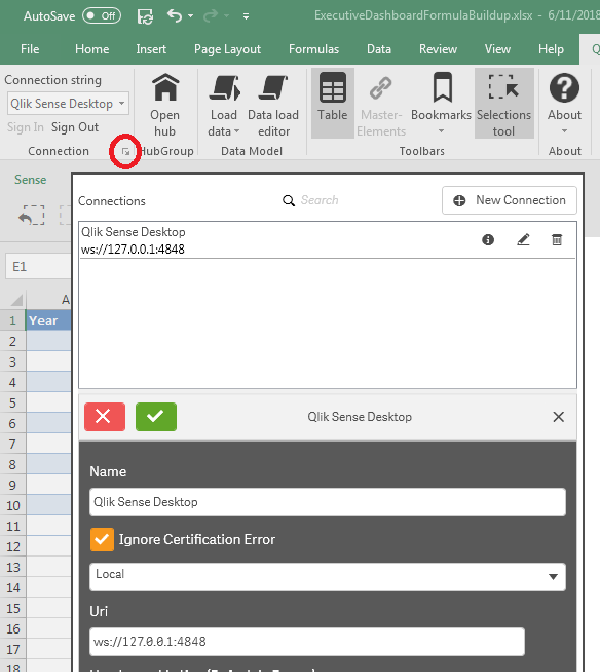 AutoSave Off ExecutiveDashboardFormulaBuildup.xlsx - 6/11/2018
File Home Insert Page Layout Formulas Data Review View Help Q
Connection string
Qlik Sense Desktop
Sign In Sign Out
Open
hub
Load
data
Data load
editor
Table
Master-
Elements
Bookmarks
Selections
tool
About
Connection HubGroup Data Model Toolbars About
Sense
Connections Search New Connection
Qlik Sense Desktop
ws://127.0.0.1:4848
E1
A
1 Year
2
3
4
5
6
7
8
9
10
11
12
13
14
15
16
17
18
Qlik Sense Desktop
Name
Qlik Sense Desktop
Ignore Certification Error
Local
Uri
ws://127.0.0.1:4848